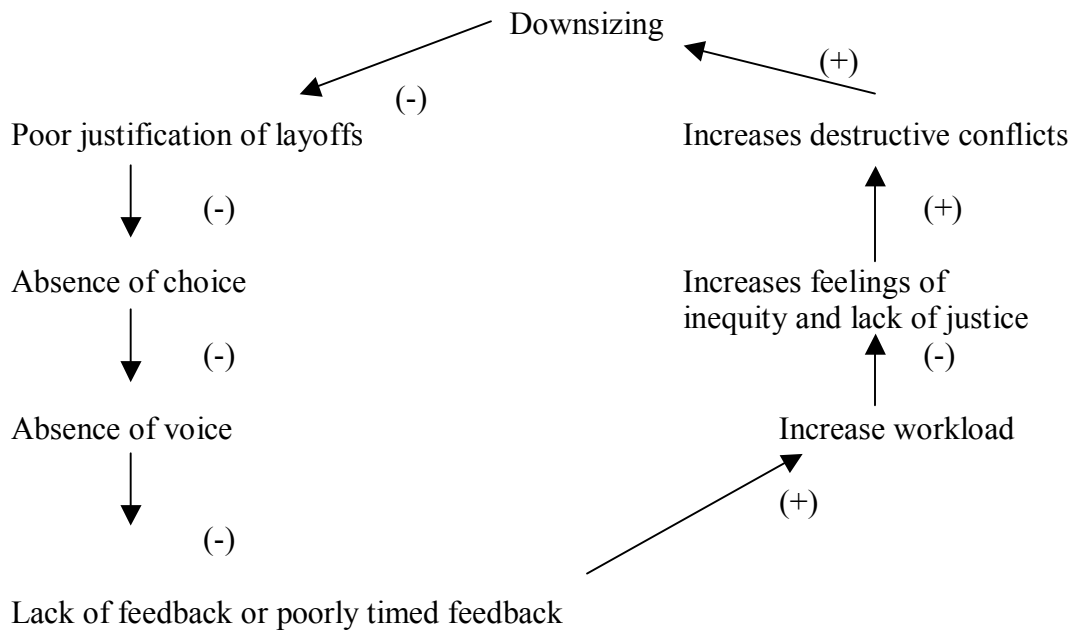 Downsizing
(+)
(-)
Poor justification of layoffs
Increases destructive conflicts
(-)
(+)
Absence of choice
Increases feelings of
inequity and lack of justice
(-)
(-)
Absence of voice
Increase workload
(+)
(-)
Lack of feedback or poorly timed feedback